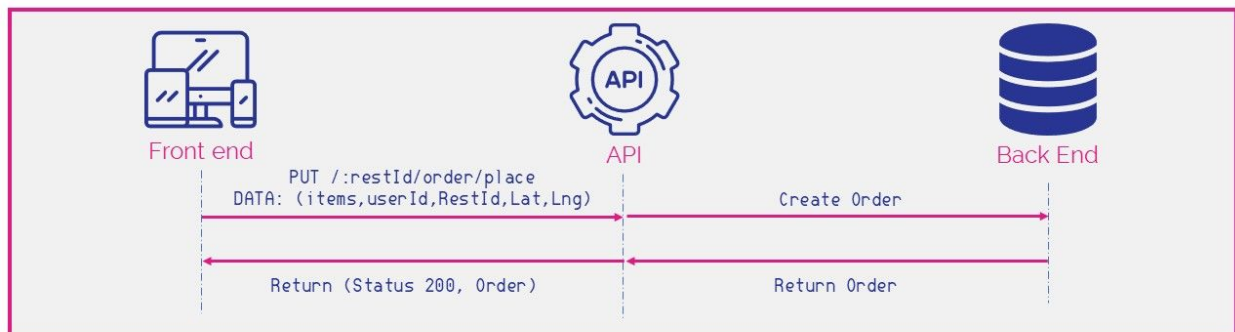 API
Front end
API
Back End
PUT /:restId/order/place
DATA: (items,userId,RestId,Lat,Lng)
Create Order
Return (Status 200, Order)
Return Order